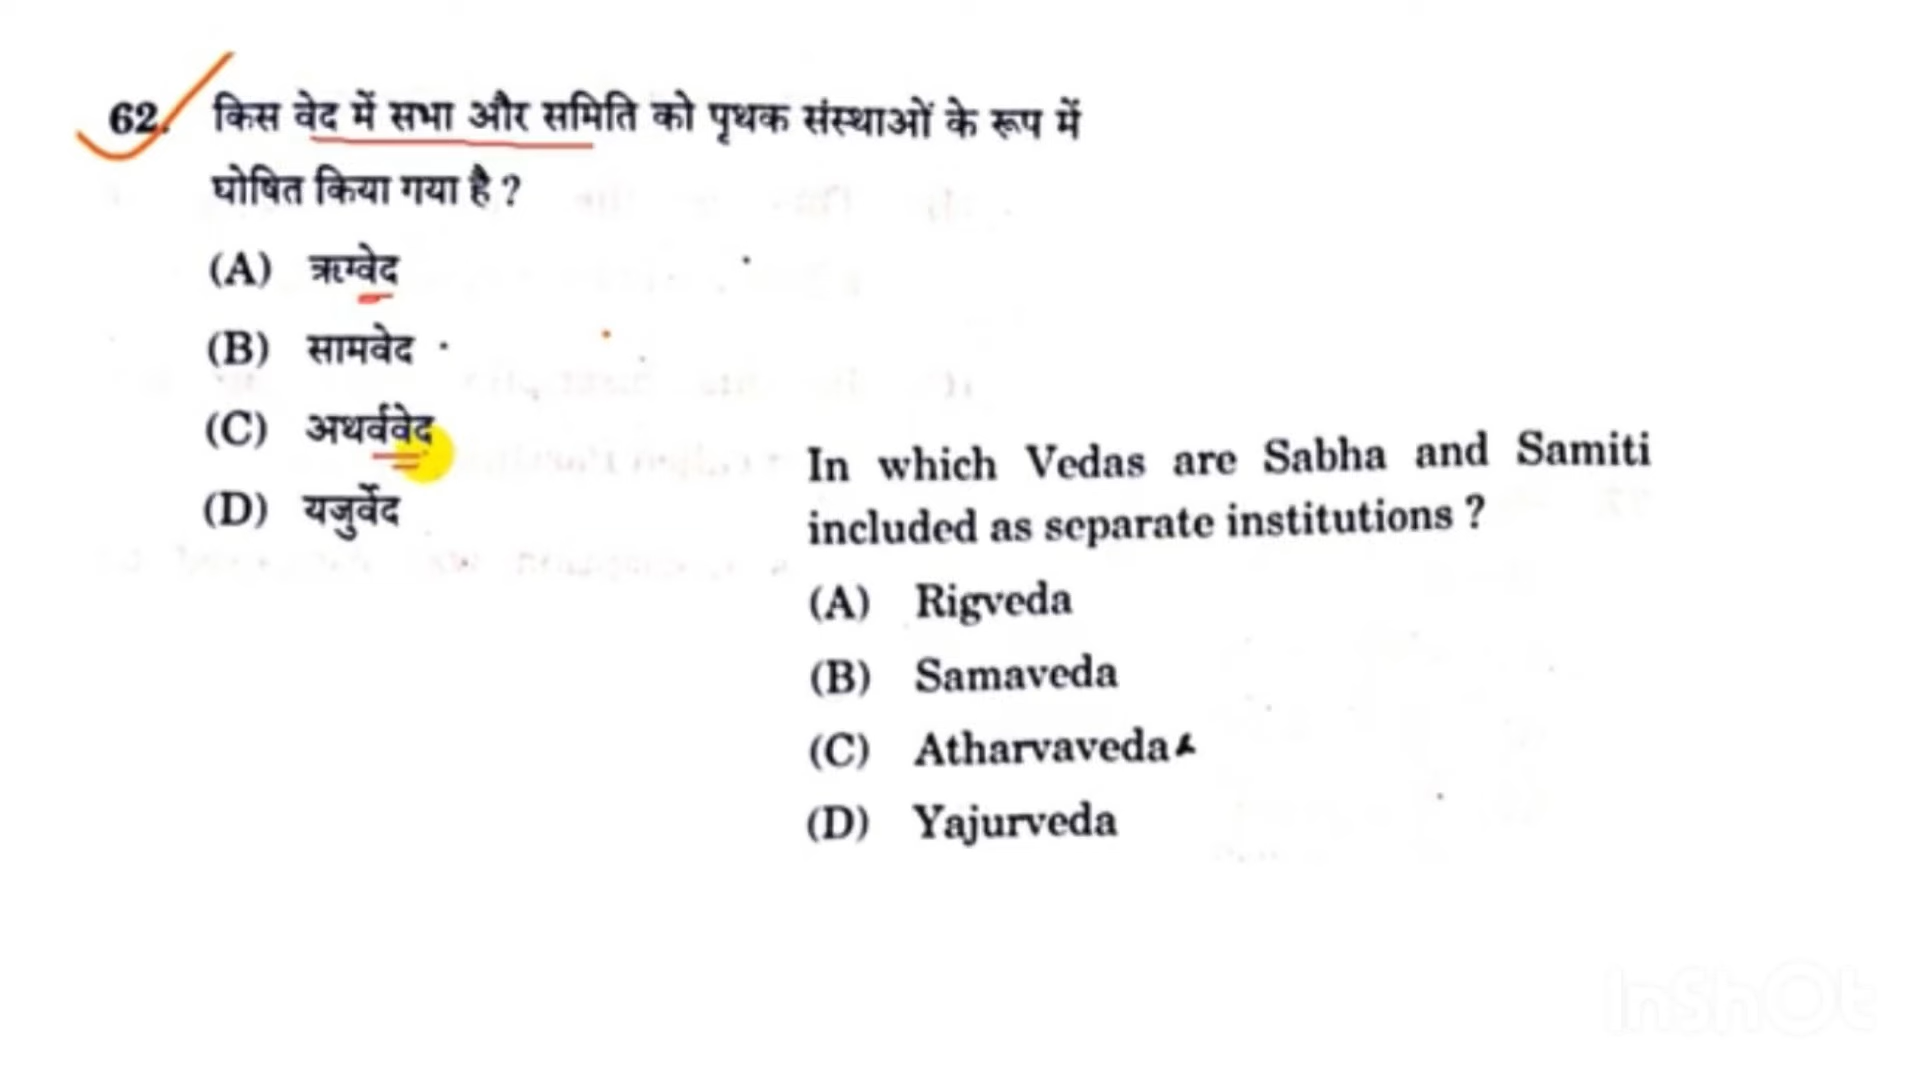 62. किस वेद में सभा और समिति को पृथक संस्थाओं के रूप में
घोषित किया गया है ?
(A) ऋग्वेद
(B) सामवेद
(C) अथर्ववेद
(D) यजुर्वेद
In which Vedas are Sabha and Samiti
included as separate institutions ?
(A) Rigveda
(B) Samaveda
(C) Atharvaveda
(D) Yajurveda
InShOt